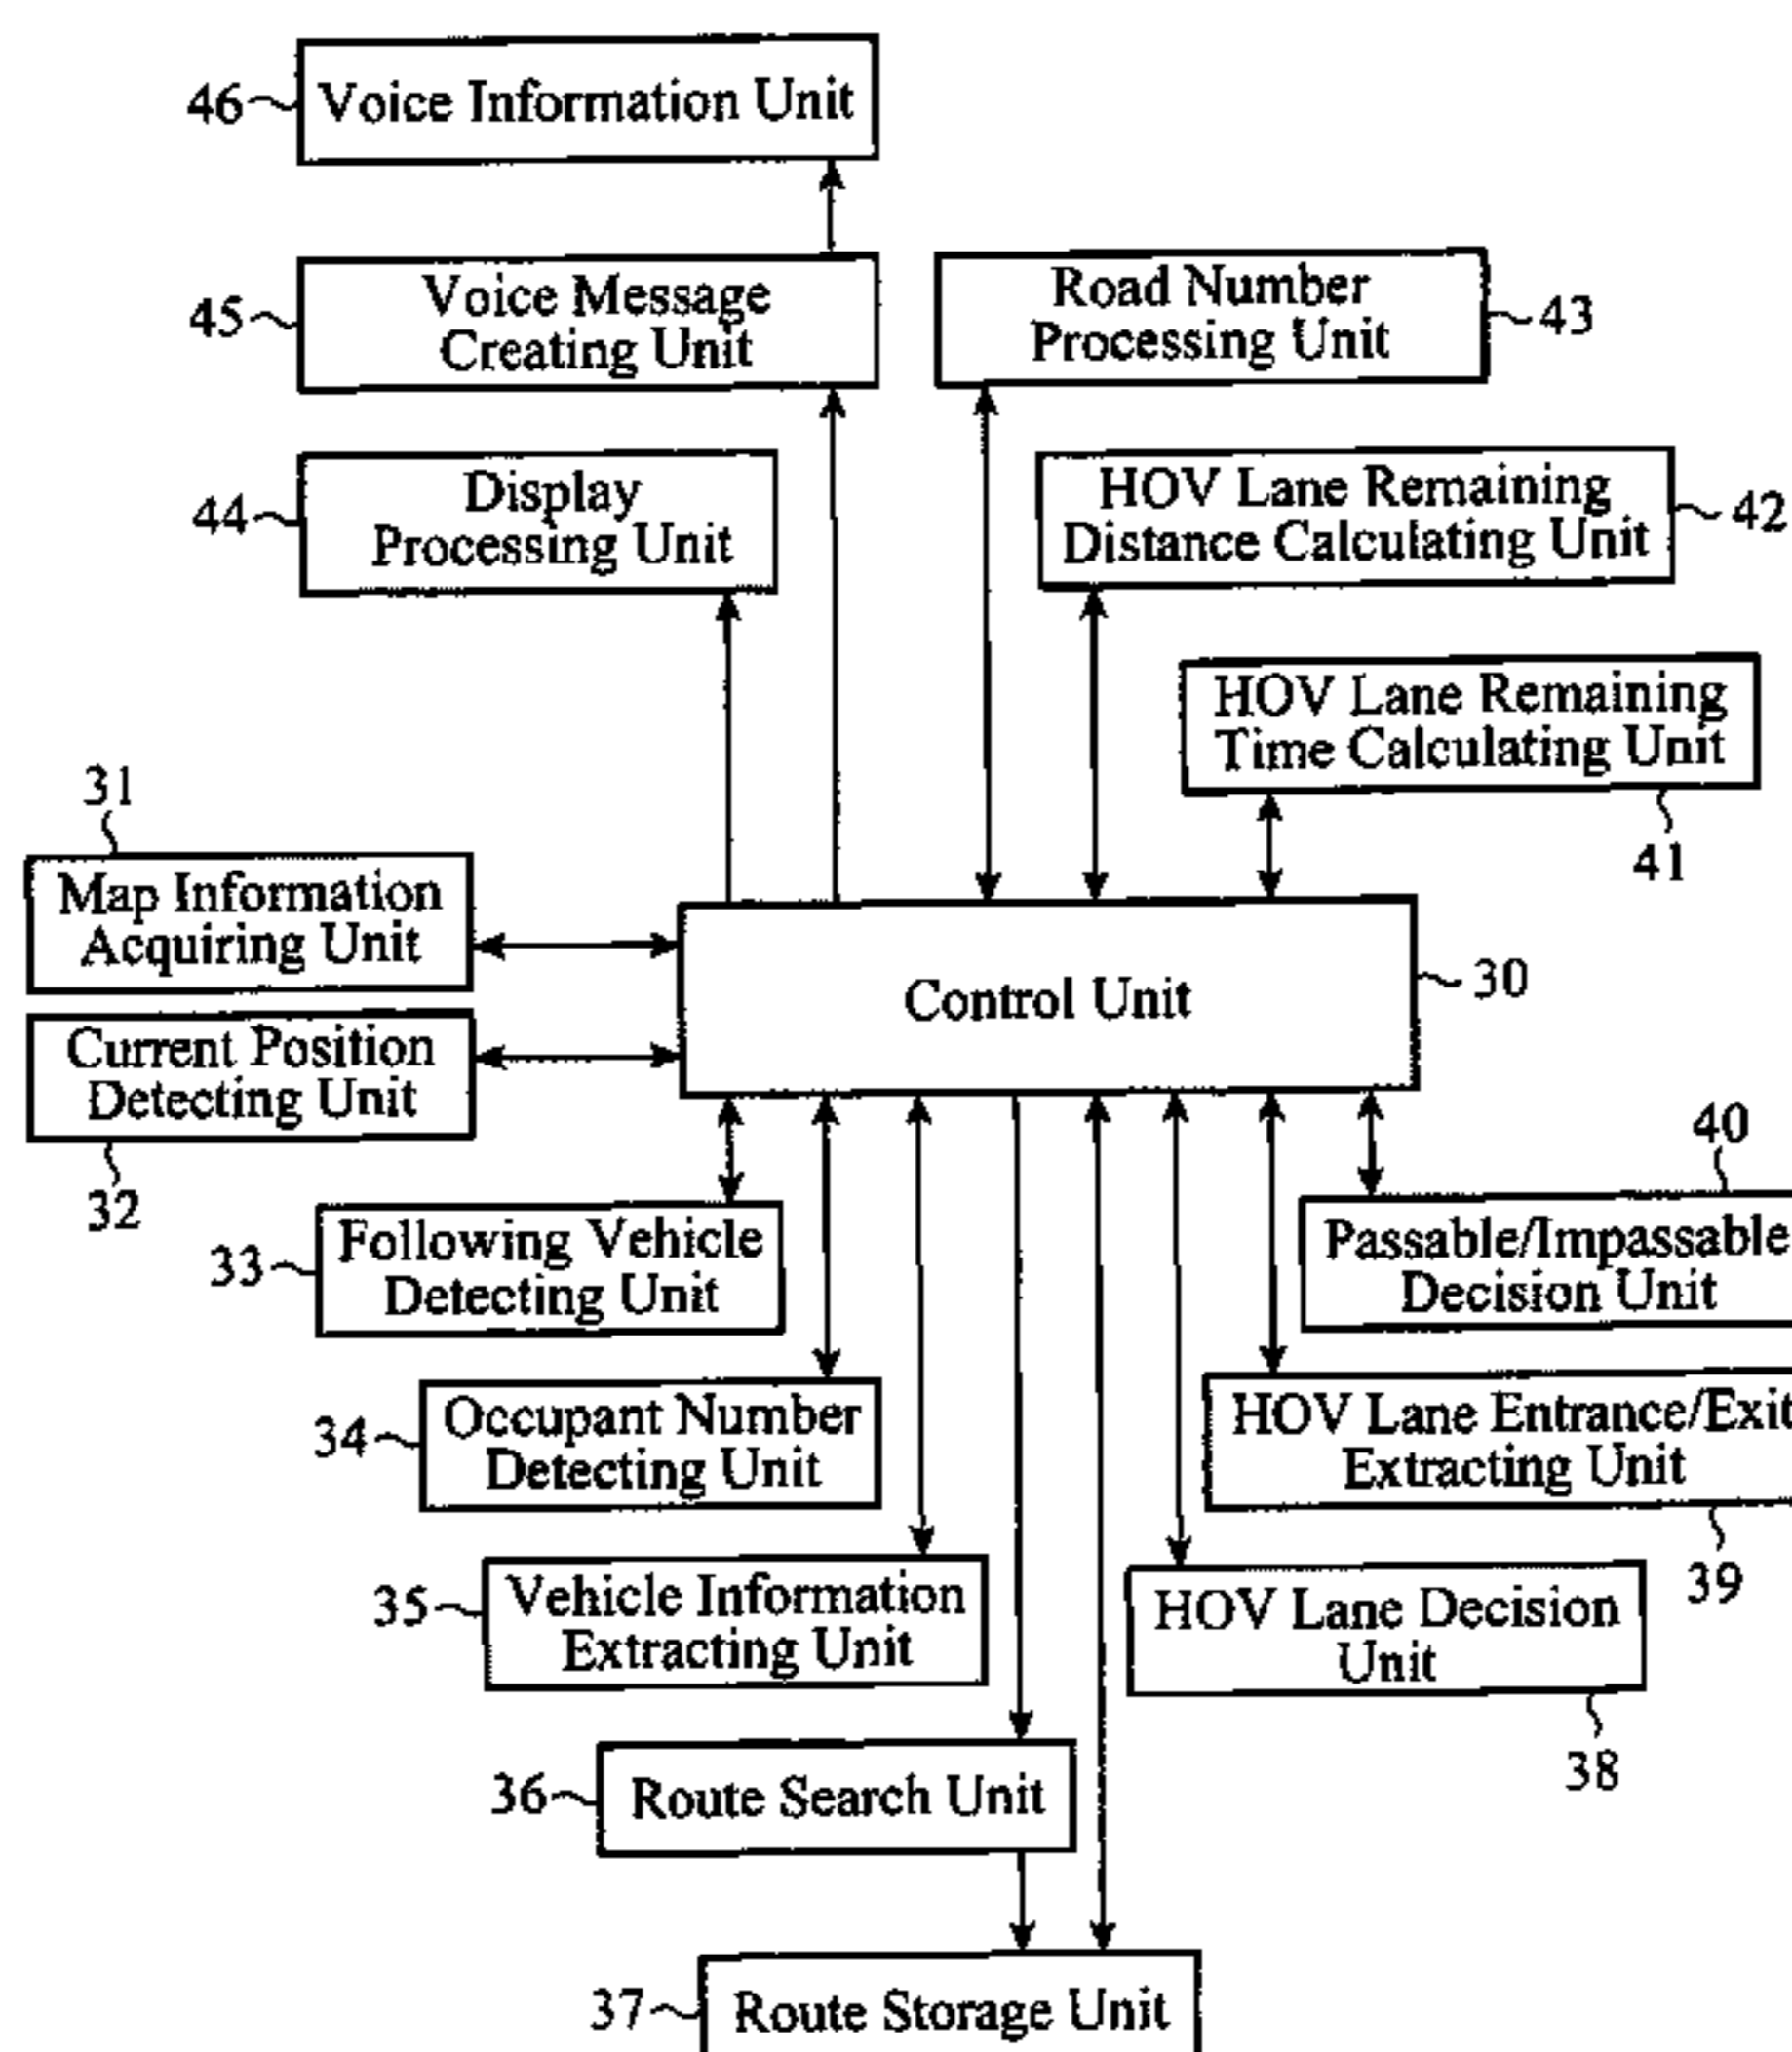 46
Voice Information Unit
45
Voice Message
Creating Unit
Road Number
Processing Unit
43
44
Display
Processing Unit
HOV Lane Remaining
Distance Calculating Unit
42
HOV Lane Remaining
Time Calculating Unit
41
31
Map Information
Acquiring Unit
Control Unit
30
Current Position
Detecting Unit
32
40
Passable/Impassable
Decision Unit
33
Following Vehicle
Detecting Unit
34
Occupant Number
Detecting Unit
HOV Lane Entrance/Exit
Extracting Unit
39
35
Vehicle Information
Extracting Unit
HOV Lane Decision
Unit
38
36
Route Search Unit
37
Route Storage Unit